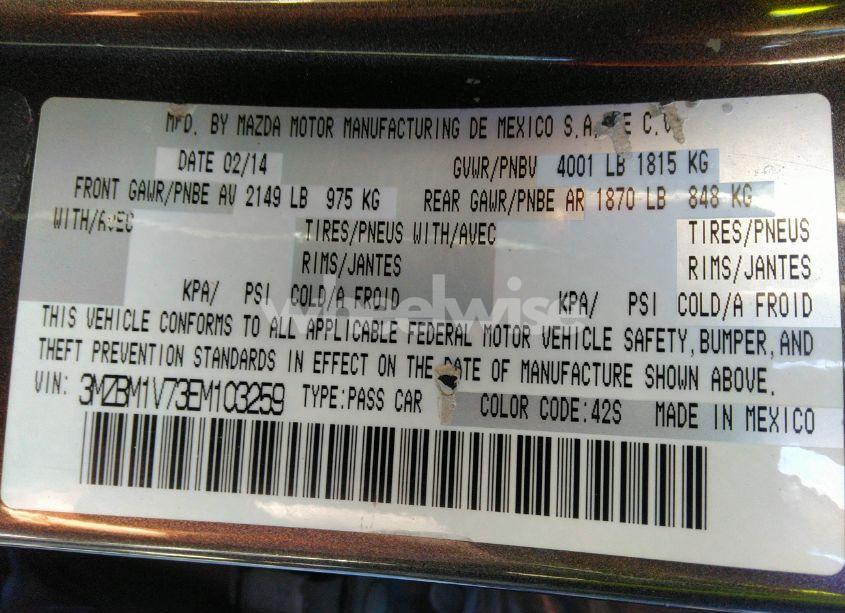 MFD. BY MAZDA MOTOR MANUFACTURING DE MEXICO S.A. DE C.V.
DATE 02/14 GVWR/PNBV 4001 LB 1815 KG
FRONT GAWR/PNBE AV 2149 LB 975 KG REAR GAWR/PNBE AR 1870 LB 848 KG
WITH/AVEC TIRES/PNEUS WITH/AVEC TIRES/PNEUS
RIMS/JANTES RIMS/JANTES
KPA/ PSI COLD/A FROID KPA/ PSI COLD/A FROID
wheelwise
THIS VEHICLE CONFORMS TO ALL APPLICABLE FEDERAL MOTOR VEHICLE SAFETY, BUMPER, AND
THEFT PREVENTION STANDARDS IN EFFECT ON THE DATE OF MANUFACTURE SHOWN ABOVE.
VIN: 3MZBM1V73EM103259 TYPE:PASS CAR COLOR CODE:42S MADE IN MEXICO